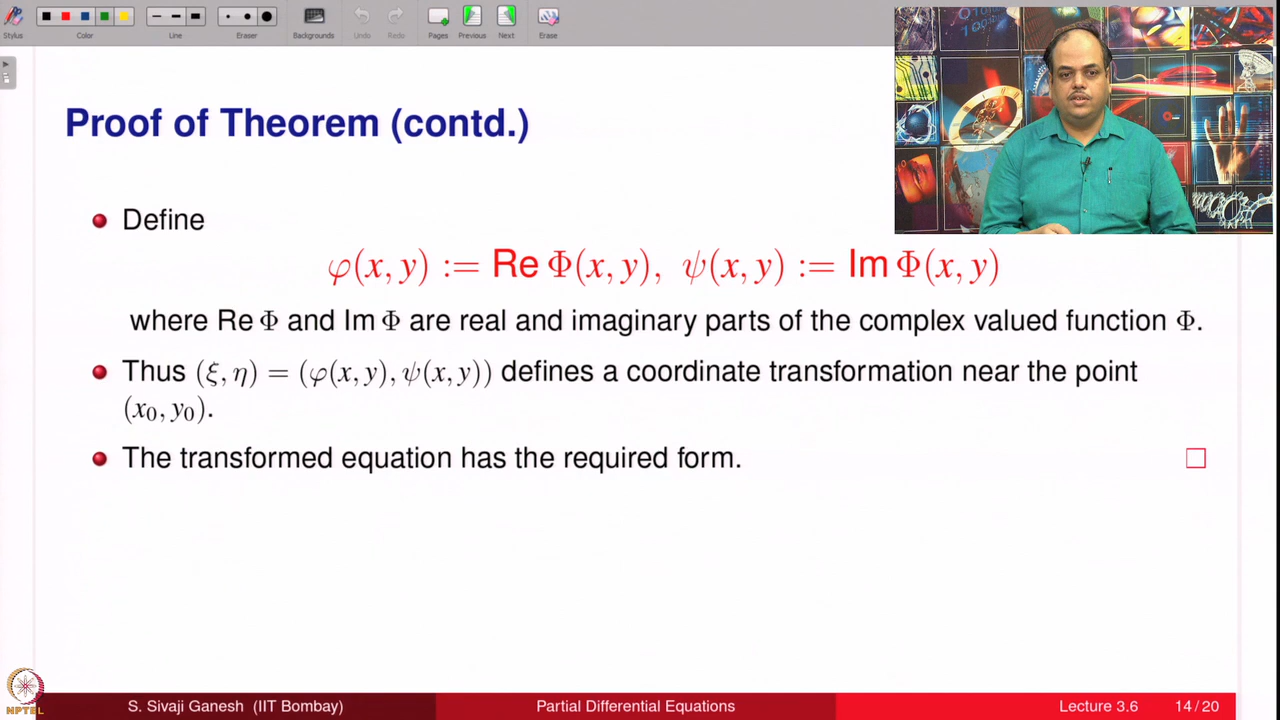 Stylus
Color
Line
Eraser
Backgrounds
Undo
Redo
Pages
Previous
Next
Erase
Proof of Theorem (contd.)
Define
φ(x, y) := Re Φ(x, y), ψ(x, y) := Im Φ(x, y)
where Re Φ and Im Φ are real and imaginary parts of the complex valued function Φ.
Thus (ξ, η) = (φ(x, y), ψ(x, y)) defines a coordinate transformation near the point
(x₀, y₀).
The transformed equation has the required form.
NPTEL
S. Sivaji Ganesh (IIT Bombay)
Partial Differential Equations
Lecture 3.6
14 / 20